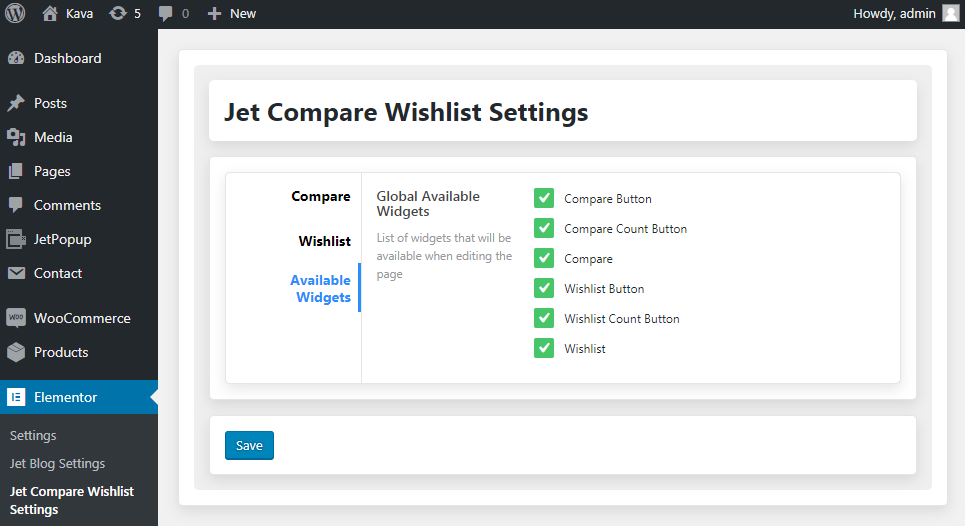 Kava
5
0
New
Howdy, admin
Dashboard
Posts
Media
Pages
Comments
JetPopup
Contact
WOO
WooCommerce
Products
Elementor
Settings
Jet Blog Settings
Jet Compare Wishlist
Settings
Jet Compare Wishlist Settings
Compare
Wishlist
Available
Widgets
Global Available
Widgets
List of widgets that will be
available when editing the
page
Compare Button
Compare Count Button
Compare
Wishlist Button
Wishlist Count Button
Wishlist
Save